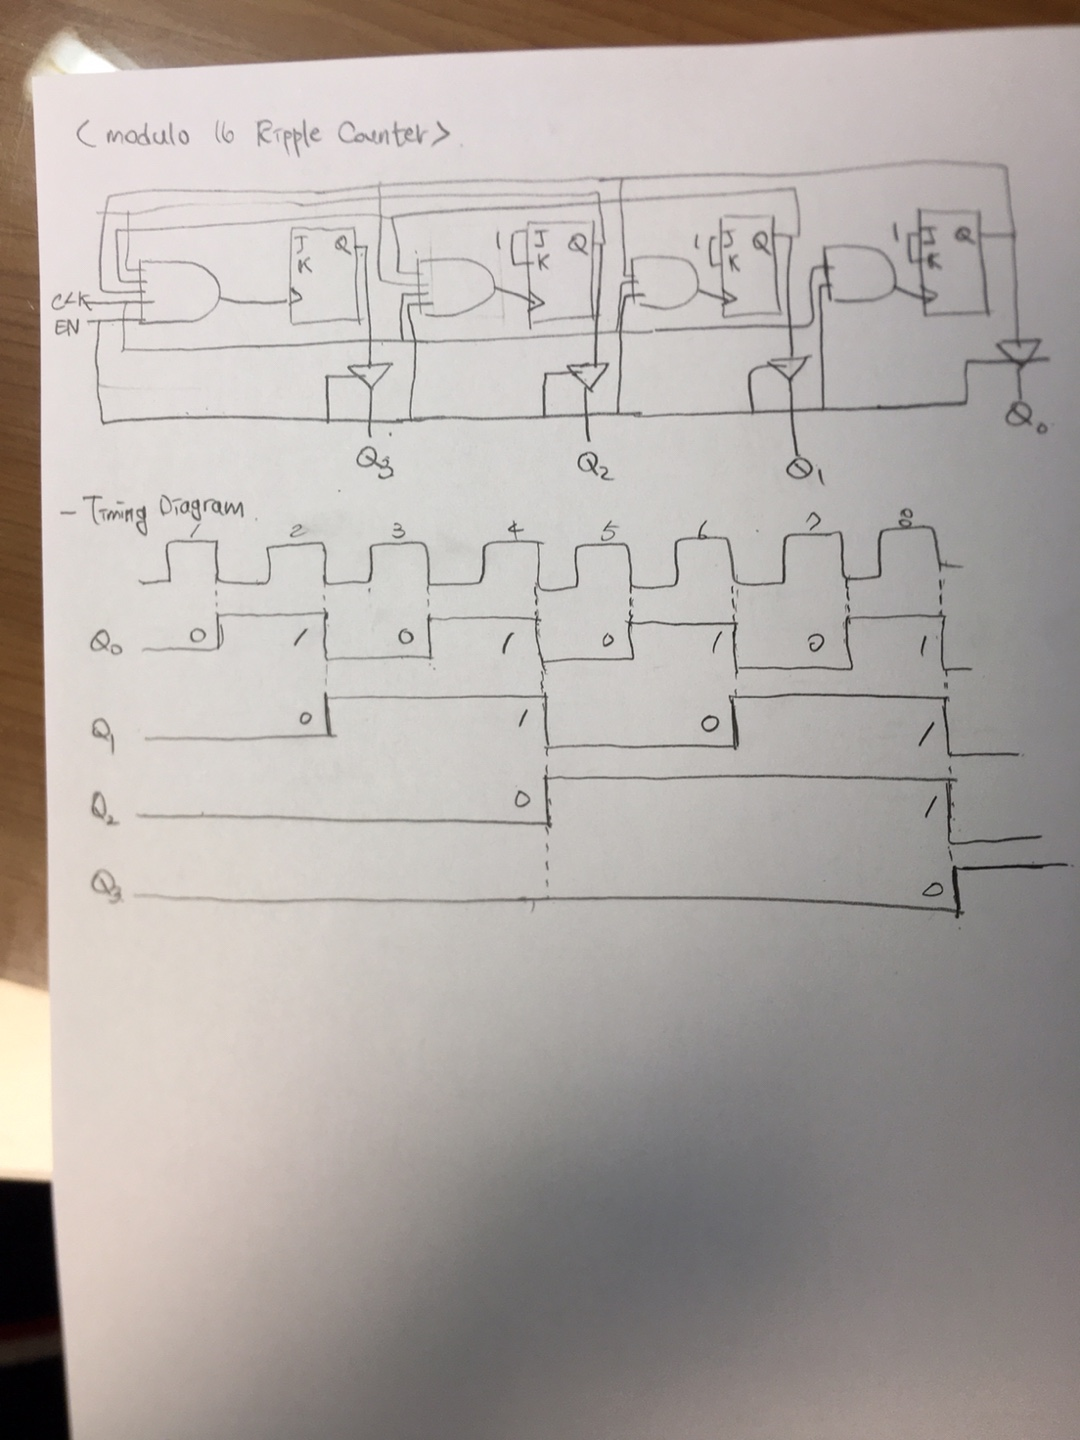 <modulo 16 Ripple Counter>.
J Q 1 J Q 1 J Q 1 J Q
K K K K
CLK
EN
Q3 Q2 Q1 Q0
- Timing Diagram.
1 2 3 4 5 6 7 8
Q0 0 1 0 1 0 1 0 1
Q1 0 1 0 1
Q2 0 1
Q3 0